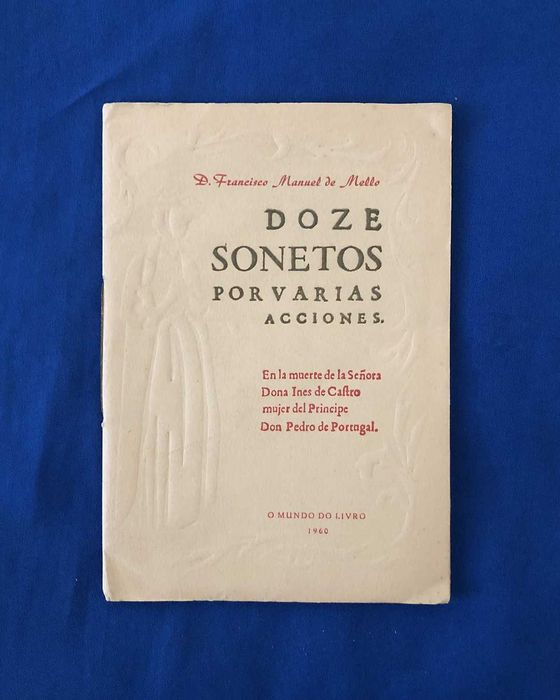 D. Francisco Manuel de Mello
DOZE
SONETOS
POR VARIAS
ACCIONES.
En la muerte de la Señora
Dona Ines de Caſtro
mujer del Principe
Don Pedro de Portugal.
O MUNDO DO LIVRO
1960